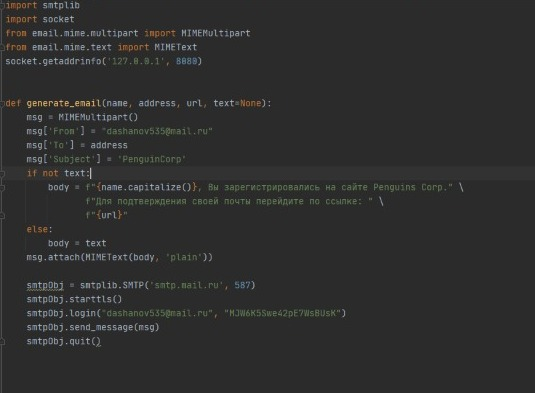 import smtplib
import socket
from email.mime.multipart import MIMEMultipart
from email.mime.text import MIMEText
socket.getaddrinfo('127.0.0.1', 8080)
def generate_email(name, address, url, text=None):
msg = MIMEMultipart()
msg['From'] = "dashanov535@mail.ru"
msg['To'] = address
msg['Subject'] = 'PenguinCorp'
if not text:
body = f"{name.capitalize()}, Вы зарегистрировались на сайте Penguins Corp." \
f"Для подтверждения своей почты перейдите по ссылке: " \
f"{url}"
else:
body = text
msg.attach(MIMEText(body, 'plain'))
smtpObj = smtplib.SMTP('smtp.mail.ru', 587)
smtpObj.starttls()
smtpObj.login("dashanov535@mail.ru", "MJW6K5Swe42pE7WsBUsK")
smtpObj.send_message(msg)
smtpObj.quit()